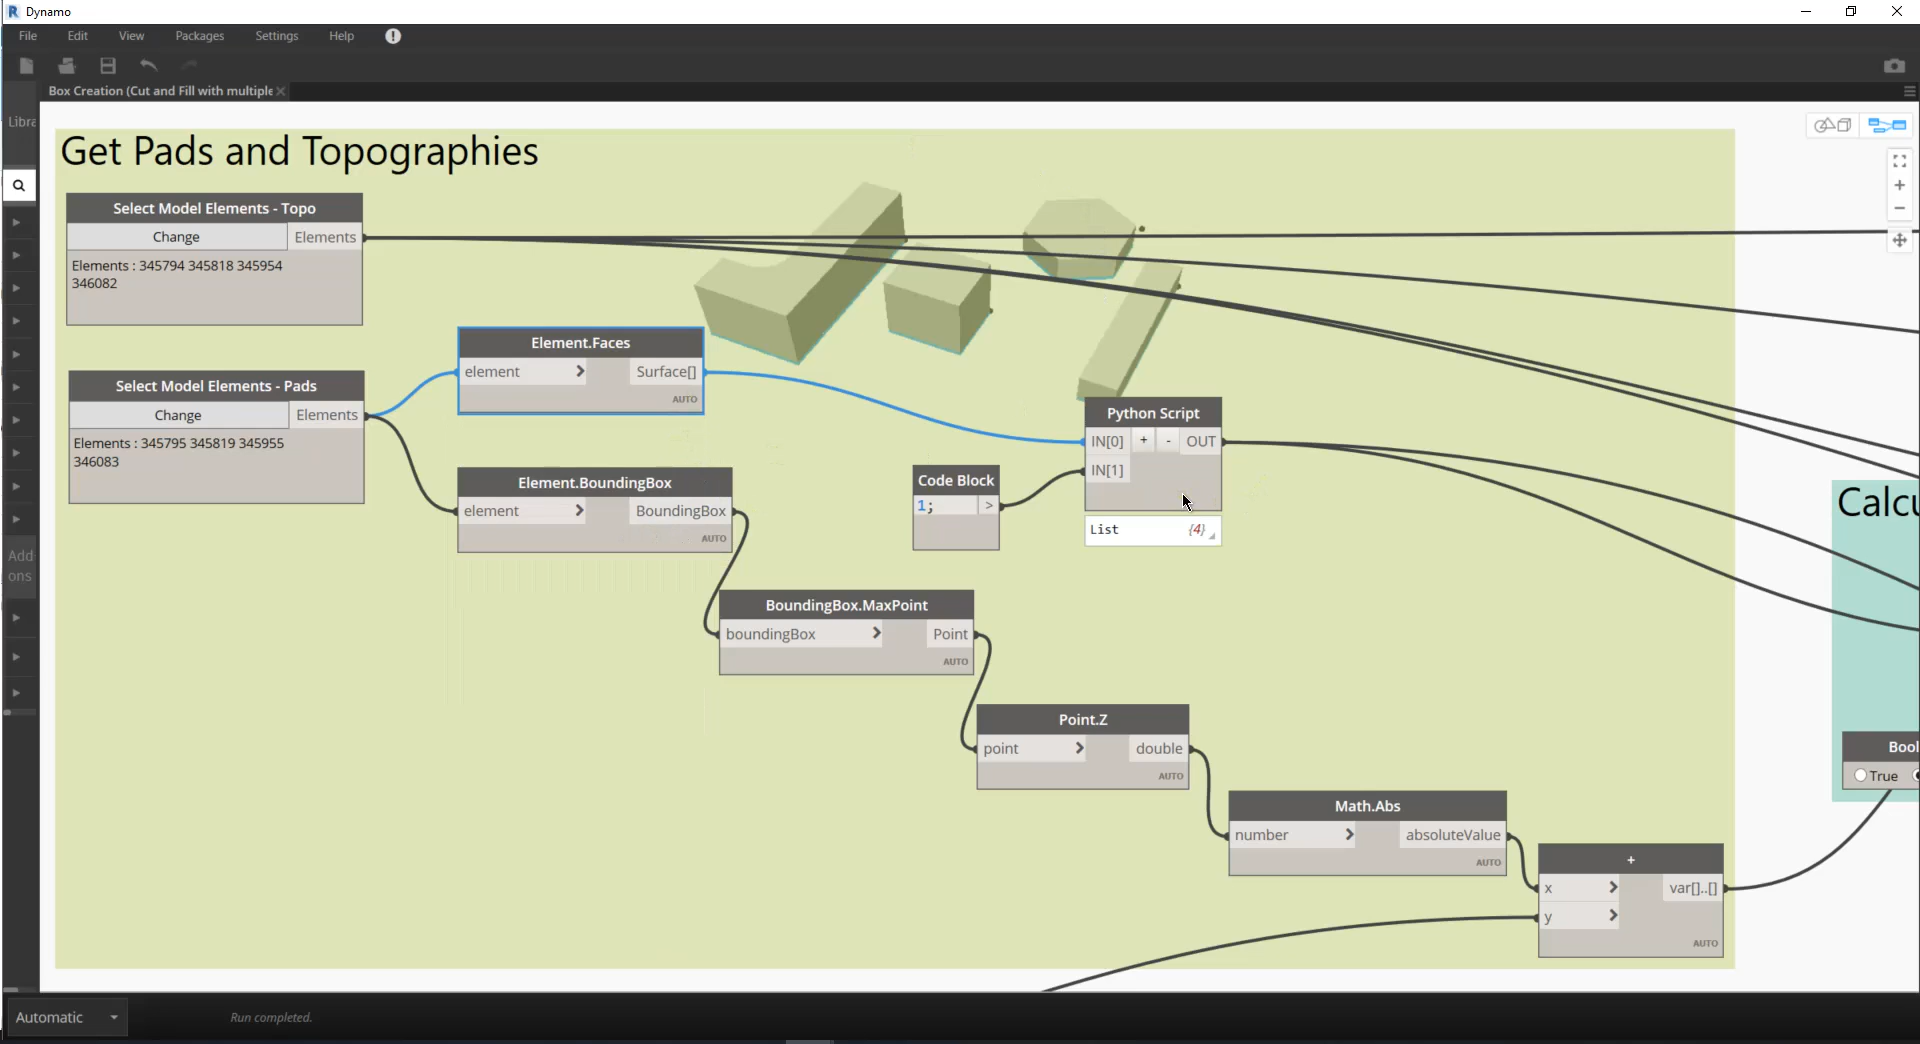 Dynamo
File Edit View Packages Settings Help
Box Creation (Cut and Fill with multiple
Libra
Get Pads and Topographies
Select Model Elements - Topo
Change Elements
Elements : 345794 345818 345954
346082
Element.Faces
element > Surface[]
AUTO
Select Model Elements - Pads
Change Elements
Elements : 345795 345819 345955
346083
Python Script
IN[0] + - OUT
IN[1]
List {4}
Code Block
1; >
Element.BoundingBox
element > BoundingBox
AUTO
Calcu
Add
ons
BoundingBox.MaxPoint
boundingBox > Point
AUTO
Point.Z
point > double
AUTO
Bool
True
Math.Abs
number > absoluteValue
AUTO
+
x > var[]..[]
y >
AUTO
Automatic
Run completed.